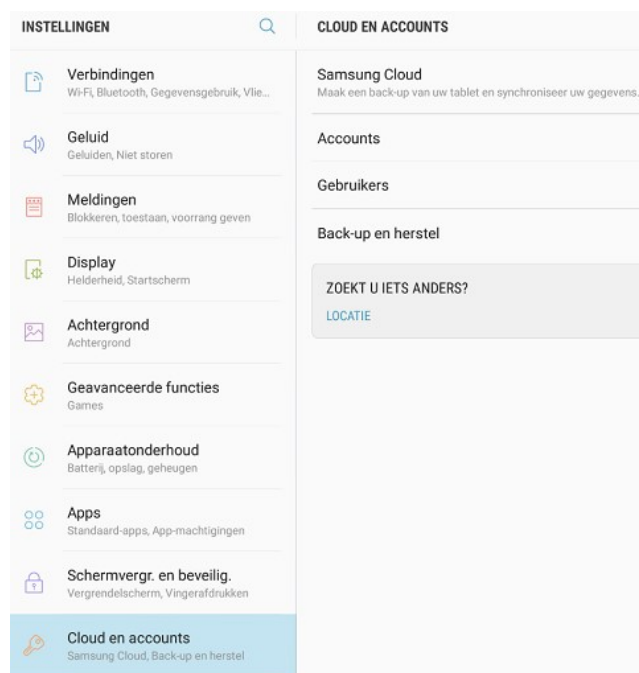 INSTELLINGEN
Verbindingen
Wi-Fi, Bluetooth, Gegevensgebruik, Vlie...
Geluid
Geluiden, Niet storen
Meldingen
Blokkeren, toestaan, voorrang geven
Display
Helderheid, Startscherm
Achtergrond
Achtergrond
Geavanceerde functies
Games
Apparaatonderhoud
Batterij, opslag, geheugen
Apps
Standaard-apps, App-machtigingen
Schermvergr. en beveilig.
Vergrendelscherm, Vingerafdrukken
Cloud en accounts
Samsung Cloud, Back-up en herstel
CLOUD EN ACCOUNTS
Samsung Cloud
Maak een back-up van uw tablet en synchroniseer uw gegevens.
Accounts
Gebruikers
Back-up en herstel
ZOEKT U IETS ANDERS?
LOCATIE